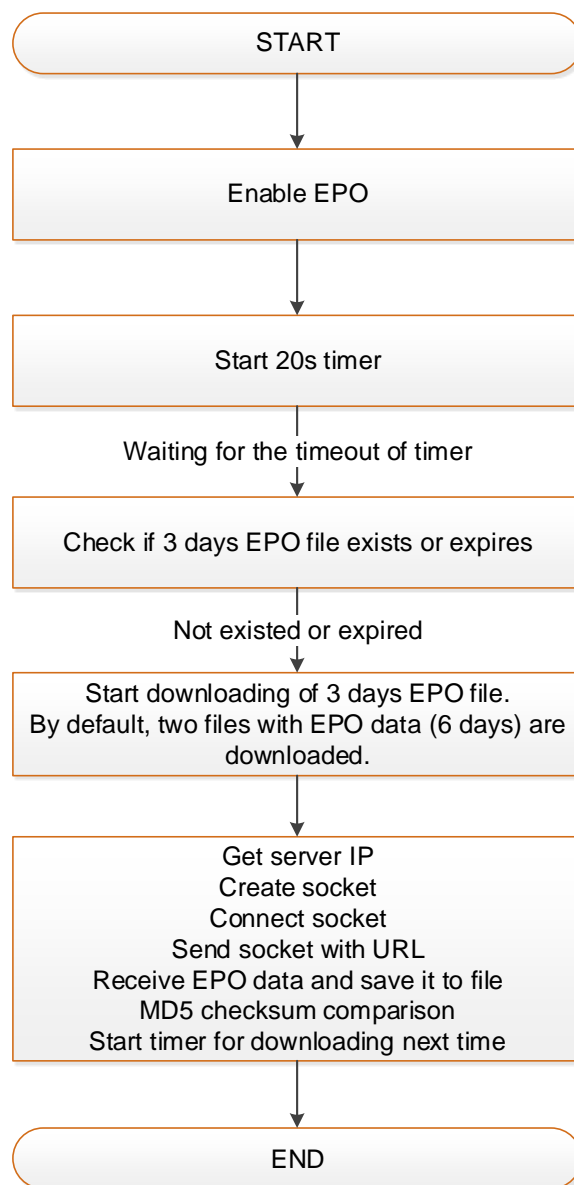 START
Enable EPO
Start 20s timer
Waiting for the timeout of timer
Check if 3 days EPO file exists or expires
Not existed or expired
Start downloading of 3 days EPO file.
By default, two files with EPO data (6 days) are
downloaded.
Get server IP
Create socket
Connect socket
Send socket with URL
Receive EPO data and save it to file
MD5 checksum comparison
Start timer for downloading next time
END